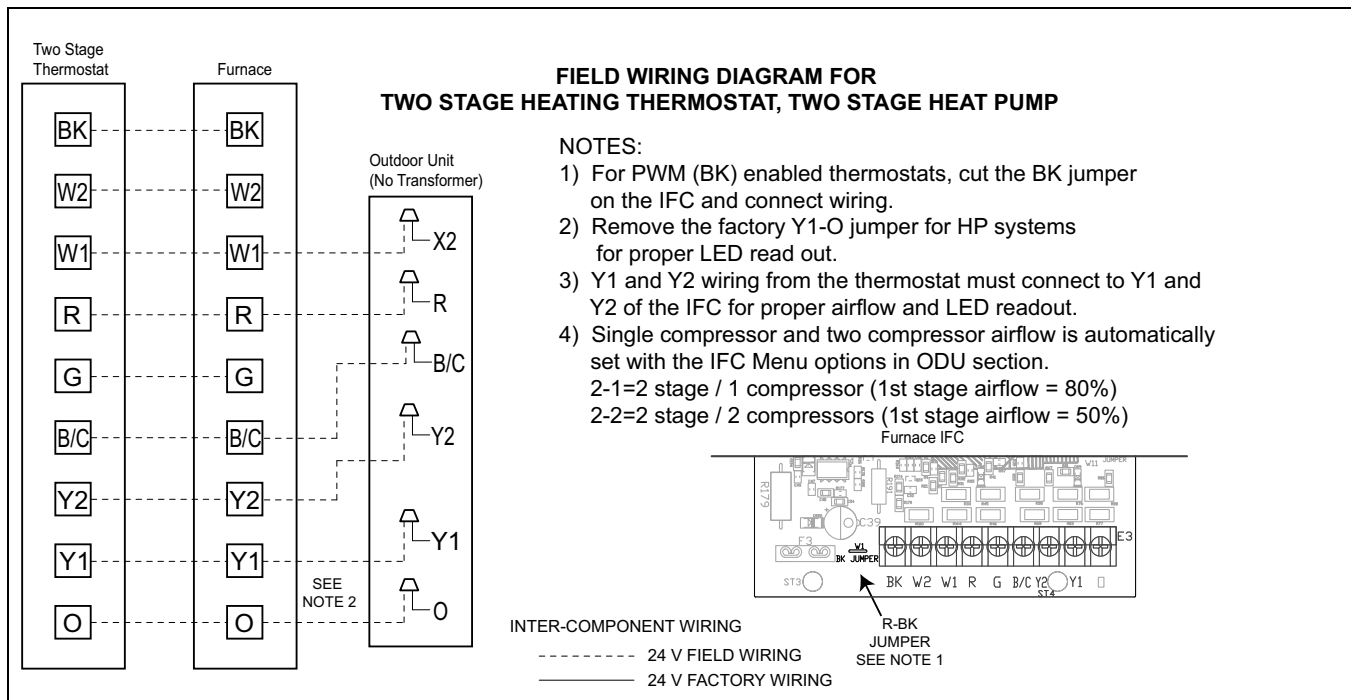 Two Stage
Thermostat
Furnace
FIELD WIRING DIAGRAM FOR
TWO STAGE HEATING THERMOSTAT, TWO STAGE HEAT PUMP
BK
BK
W2
W2
W1
W1
R
R
G
G
B/C
B/C
Y2
Y2
Y1
Y1
O
O
SEE
NOTE 2
Outdoor Unit
(No Transformer)
X2
R
B/C
Y2
Y1
O
NOTES:
1) For PWM (BK) enabled thermostats, cut the BK jumper
on the IFC and connect wiring.
2) Remove the factory Y1-O jumper for HP systems
for proper LED read out.
3) Y1 and Y2 wiring from the thermostat must connect to Y1 and
Y2 of the IFC for proper airflow and LED readout.
4) Single compressor and two compressor airflow is automatically
set with the IFC Menu options in ODU section.
2-1=2 stage / 1 compressor (1st stage airflow = 80%)
2-2=2 stage / 2 compressors (1st stage airflow = 50%)
Furnace IFC
W11 JUMPER
R179
R191
C39
F3
W1
BK JUMPER
E3
ST3
BK W2 W1 R G B/C Y2 Y1 O
ST4
R-BK
JUMPER
SEE NOTE 1
INTER-COMPONENT WIRING
24 V FIELD WIRING
24 V FACTORY WIRING